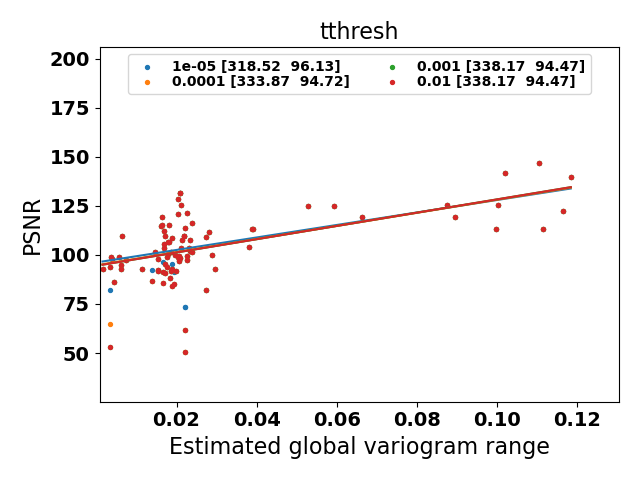 tthresh
1e-05 [318.52  96.13]
0.0001 [333.87  94.72]
0.001 [338.17  94.47]
0.01 [338.17  94.47]
PSNR
200
175
150
125
100
75
50
0.02 0.04 0.06 0.08 0.10 0.12
Estimated global variogram range